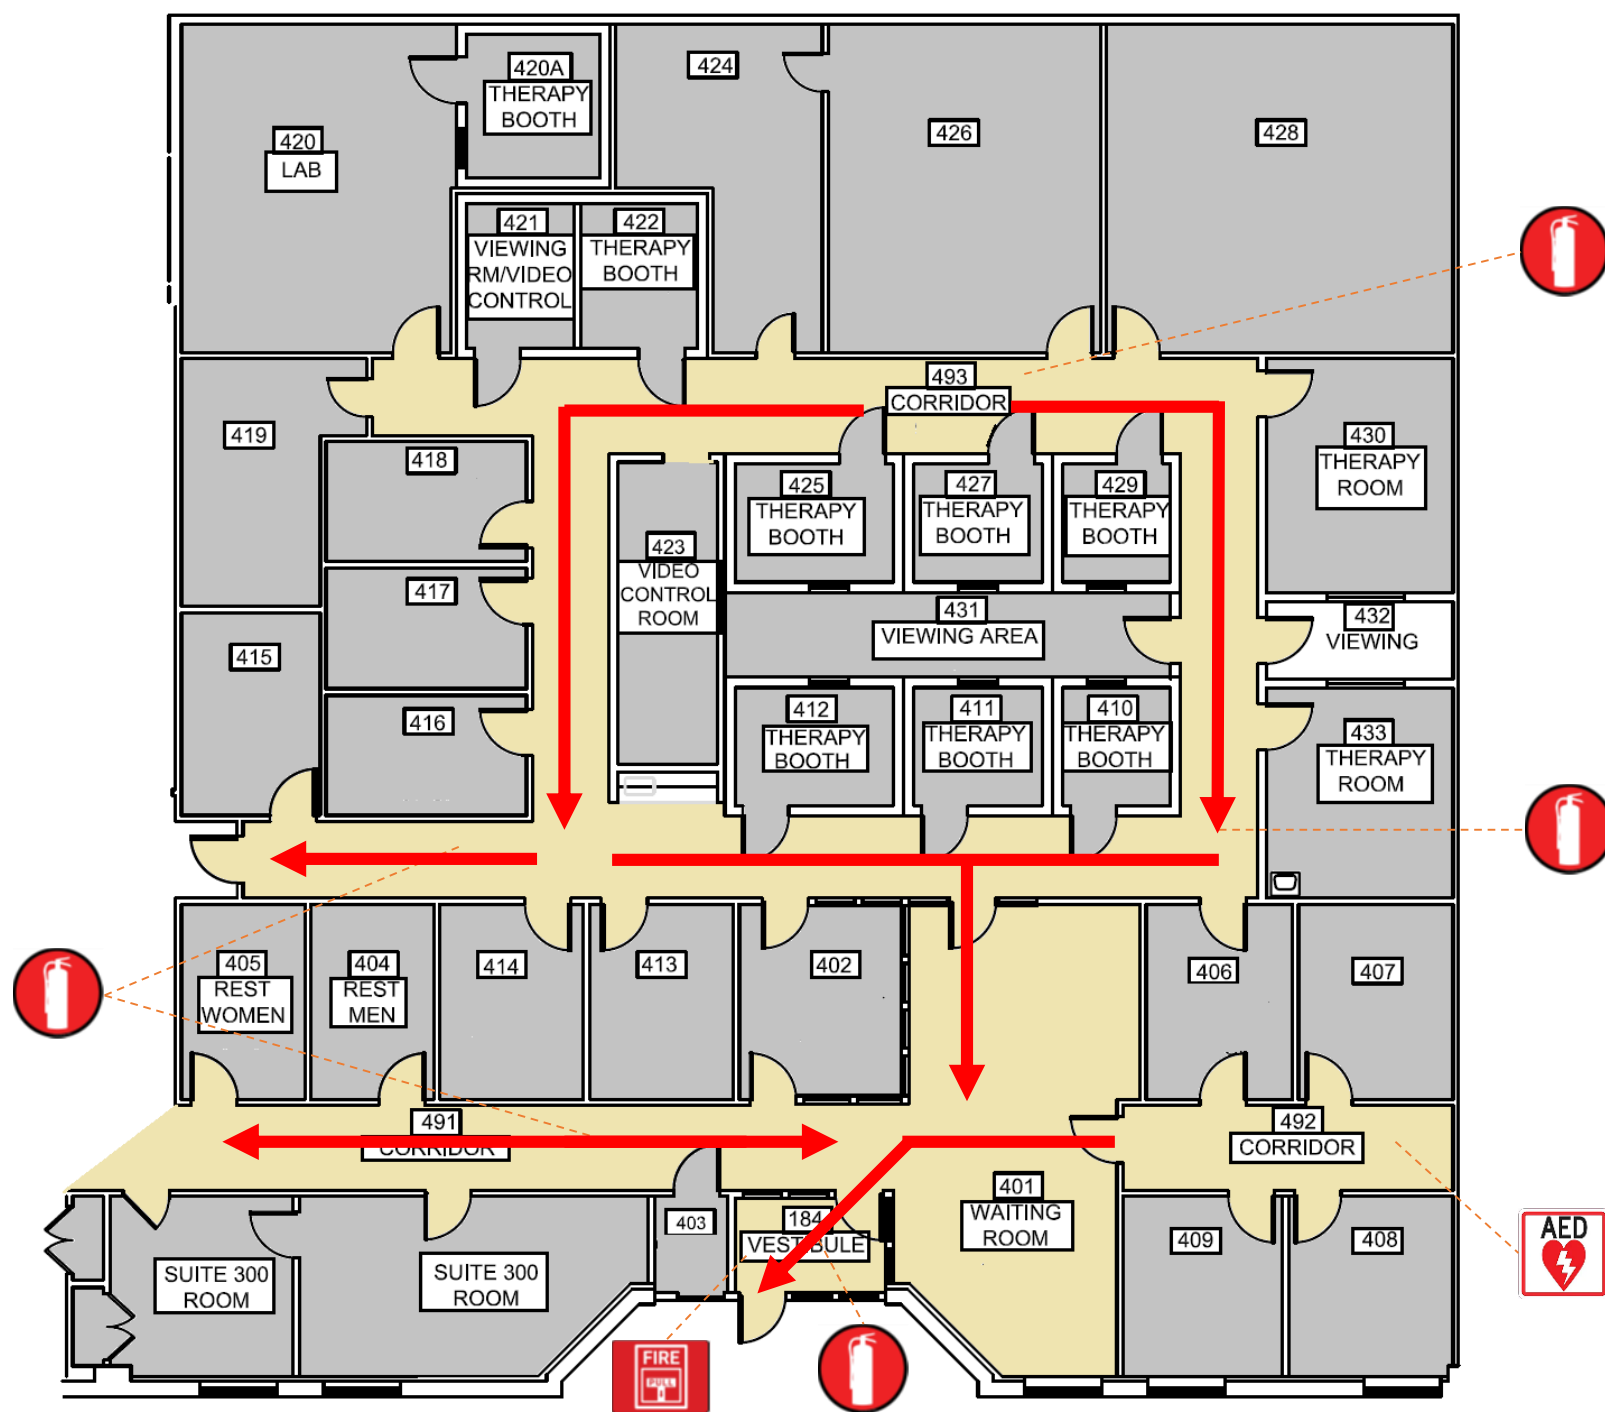 420A
THERAPY
BOOTH
424
426
428
420
LAB
421
VIEWING
RM/VIDEO
CONTROL
422
THERAPY
BOOTH
493
CORRIDOR
419
418
430
THERAPY
ROOM
425
THERAPY
BOOTH
427
THERAPY
BOOTH
429
THERAPY
BOOTH
423
VIDEO
CONTROL
ROOM
417
431
VIEWING AREA
432
VIEWING
415
416
412
THERAPY
BOOTH
411
THERAPY
BOOTH
410
THERAPY
BOOTH
433
THERAPY
ROOM
405
REST
WOMEN
404
REST
MEN
414
413
402
406
407
491
CORRIDOR
492
CORRIDOR
401
WAITING
ROOM
403
184
VESTIBULE
409
408
AED
SUITE 300
ROOM
SUITE 300
ROOM
FIRE
PULL